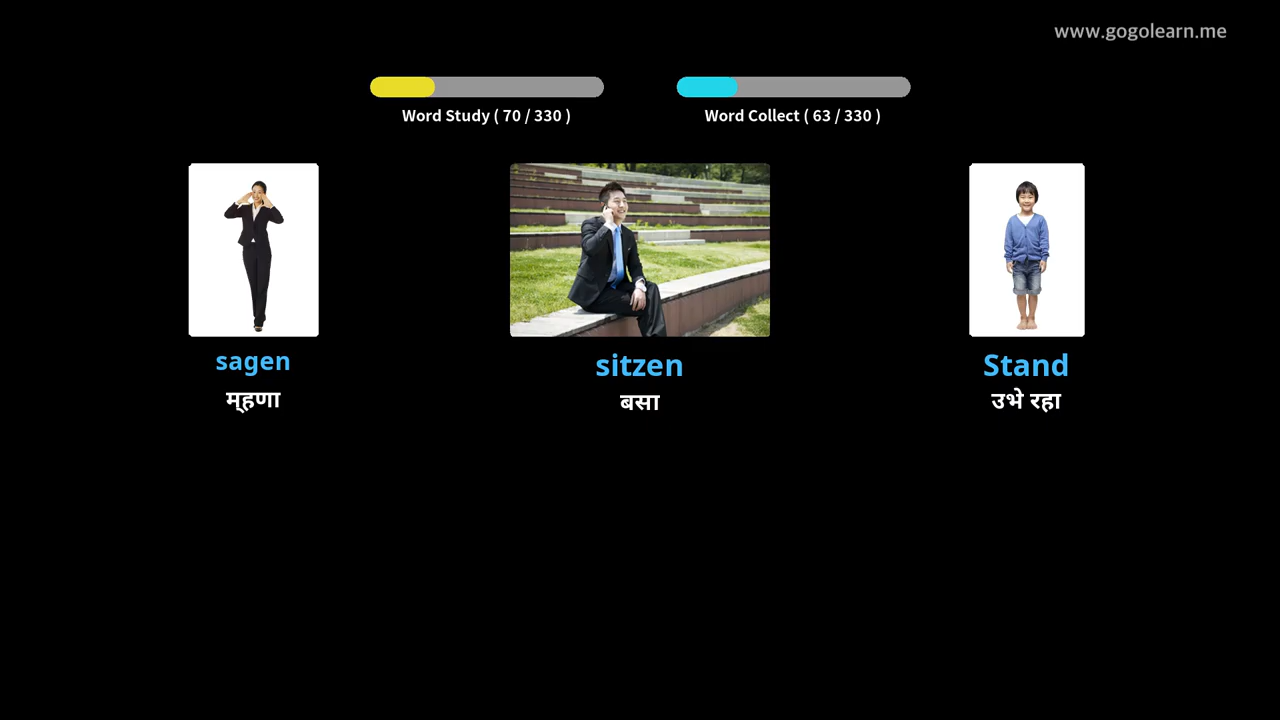 www.gogolearn.me
Word Study ( 70 / 330 )
Word Collect ( 63 / 330 )
sagen
sitzen
Stand
म्हणा
बसा
उभे रहा